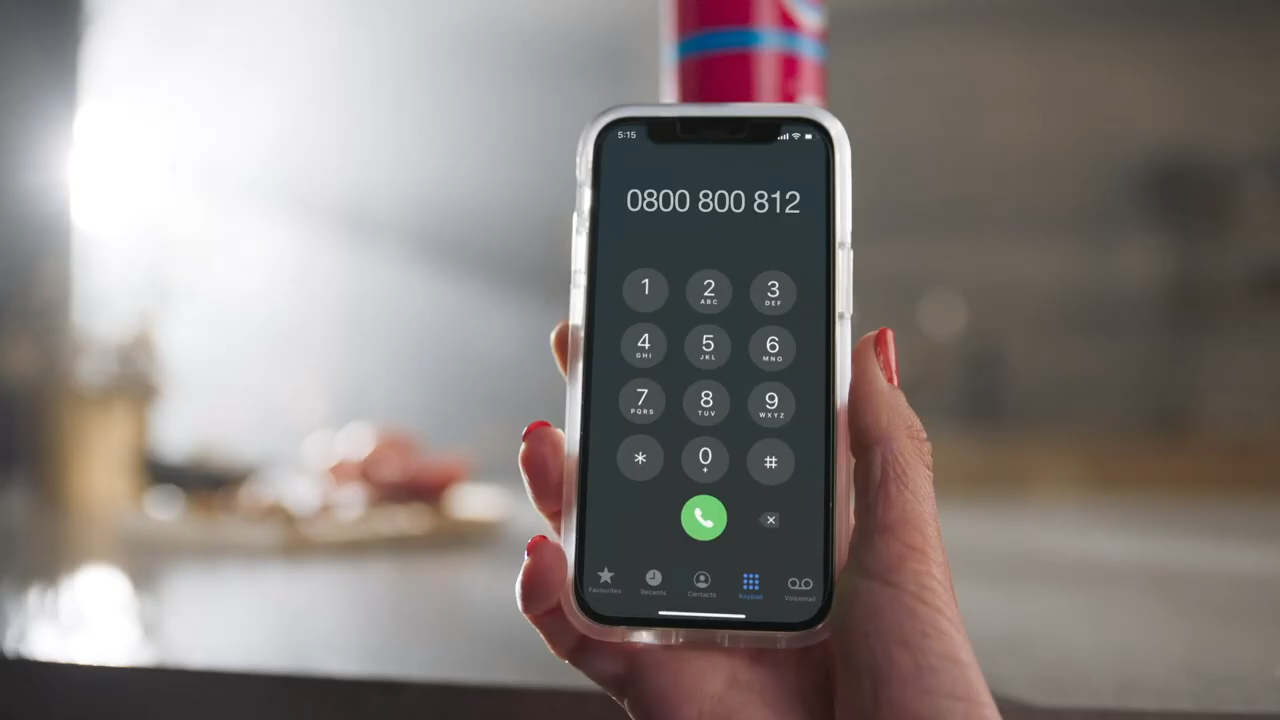 5:15
0800 800 812
1 2 3
ABC DEF
4 5 6
GHI JKL MNO
7 8 9
PQRS TUV WXYZ
* 0 #
+
Favourites Recents Contacts Keypad Voicemail